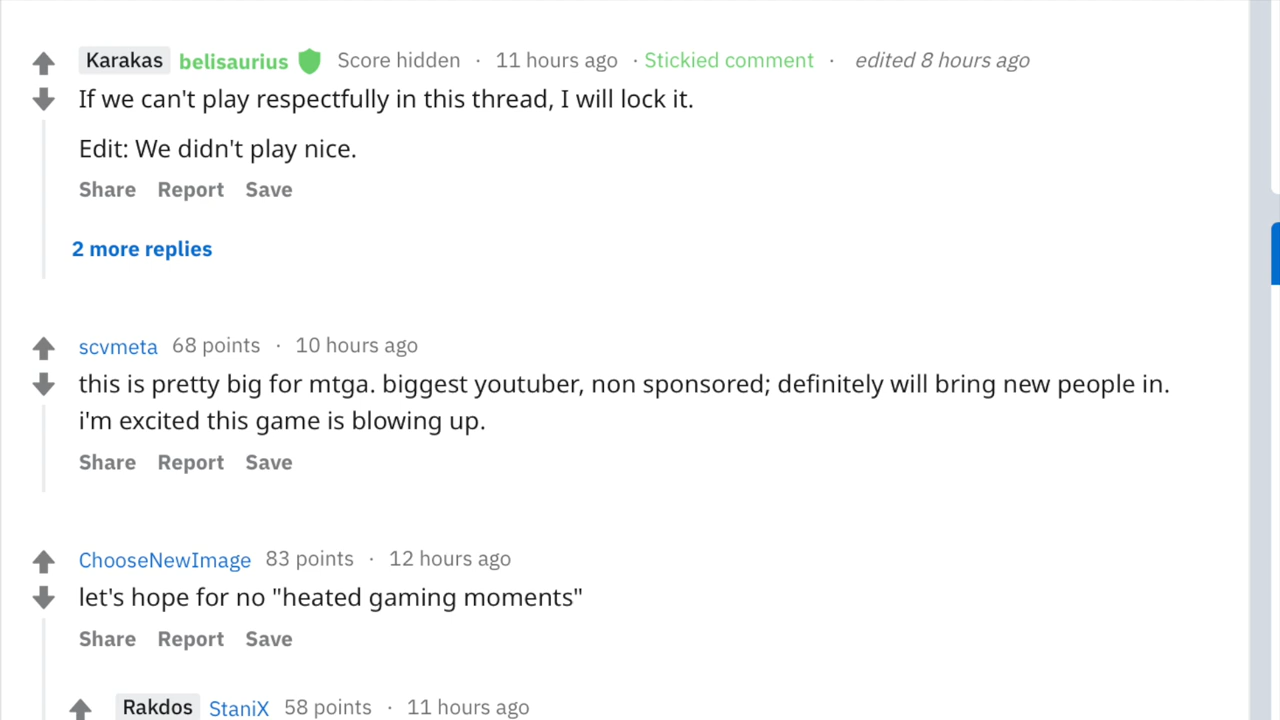 Karakas belisaurius Score hidden · 11 hours ago · Stickied comment · edited 8 hours ago
If we can't play respectfully in this thread, I will lock it.
Edit: We didn't play nice.
Share Report Save
2 more replies
scvmeta 68 points · 10 hours ago
this is pretty big for mtga. biggest youtuber, non sponsored; definitely will bring new people in.
i'm excited this game is blowing up.
Share Report Save
ChooseNewImage 83 points · 12 hours ago
let's hope for no "heated gaming moments"
Share Report Save
Rakdos StaniX 58 points · 11 hours ago